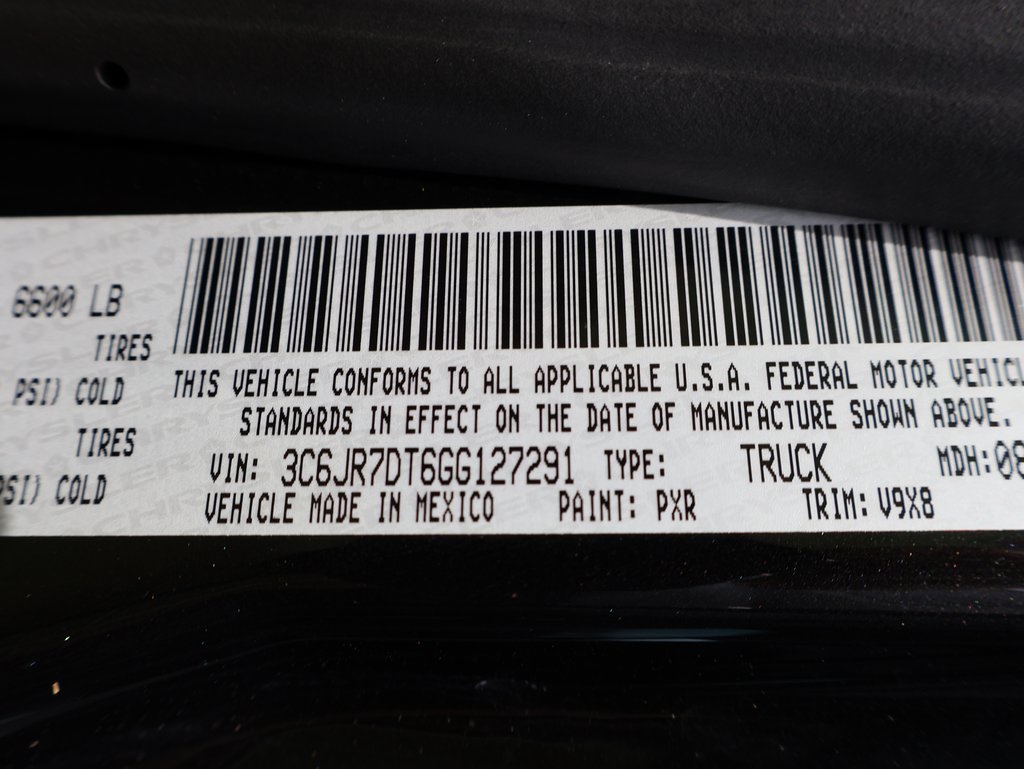 6600 LB
TIRES
PSI) COLD
TIRES
PSI) COLD
THIS VEHICLE CONFORMS TO ALL APPLICABLE U.S.A. FEDERAL MOTOR VEHICL
STANDARDS IN EFFECT ON THE DATE OF MANUFACTURE SHOWN ABOVE.
VIN: 3C6JR7DT6GG127291 TYPE: TRUCK MDH:08
VEHICLE MADE IN MEXICO PAINT: PXR TRIM: V9X8